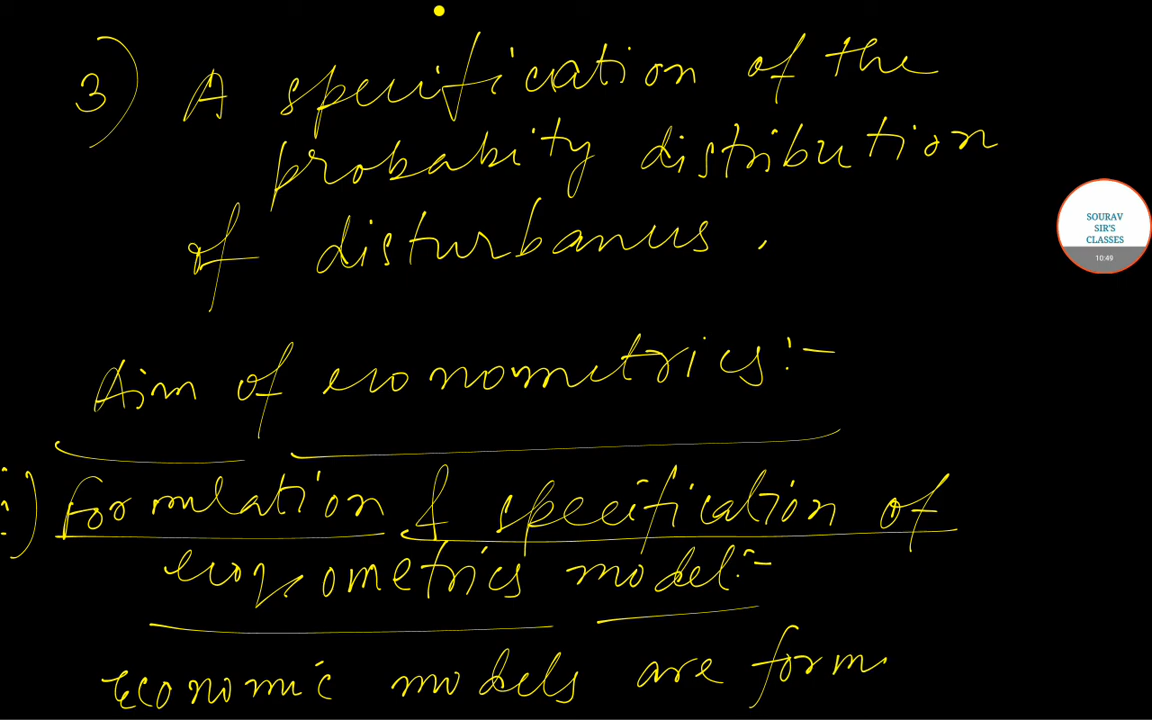 3) A specification of the
probabity distribution
of disturbances.
Aim of econometrics:-
i) Formulation & specification of
econometrics model:-
economic models are form
SOURAV
SIR'S
CLASSES
10:49